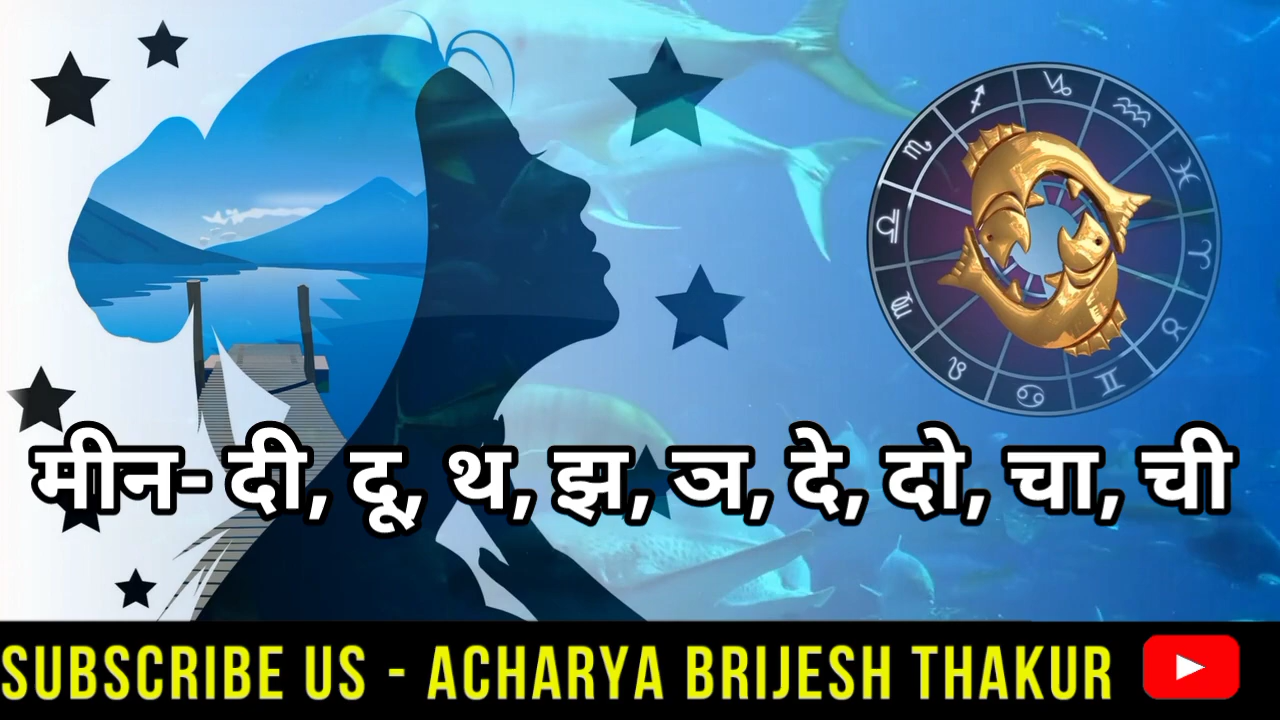 मीन- दी, दू, थ, झ, ञ, दे, दो, चा, ची
SUBSCRIBE US - ACHARYA BRIJESH THAKUR